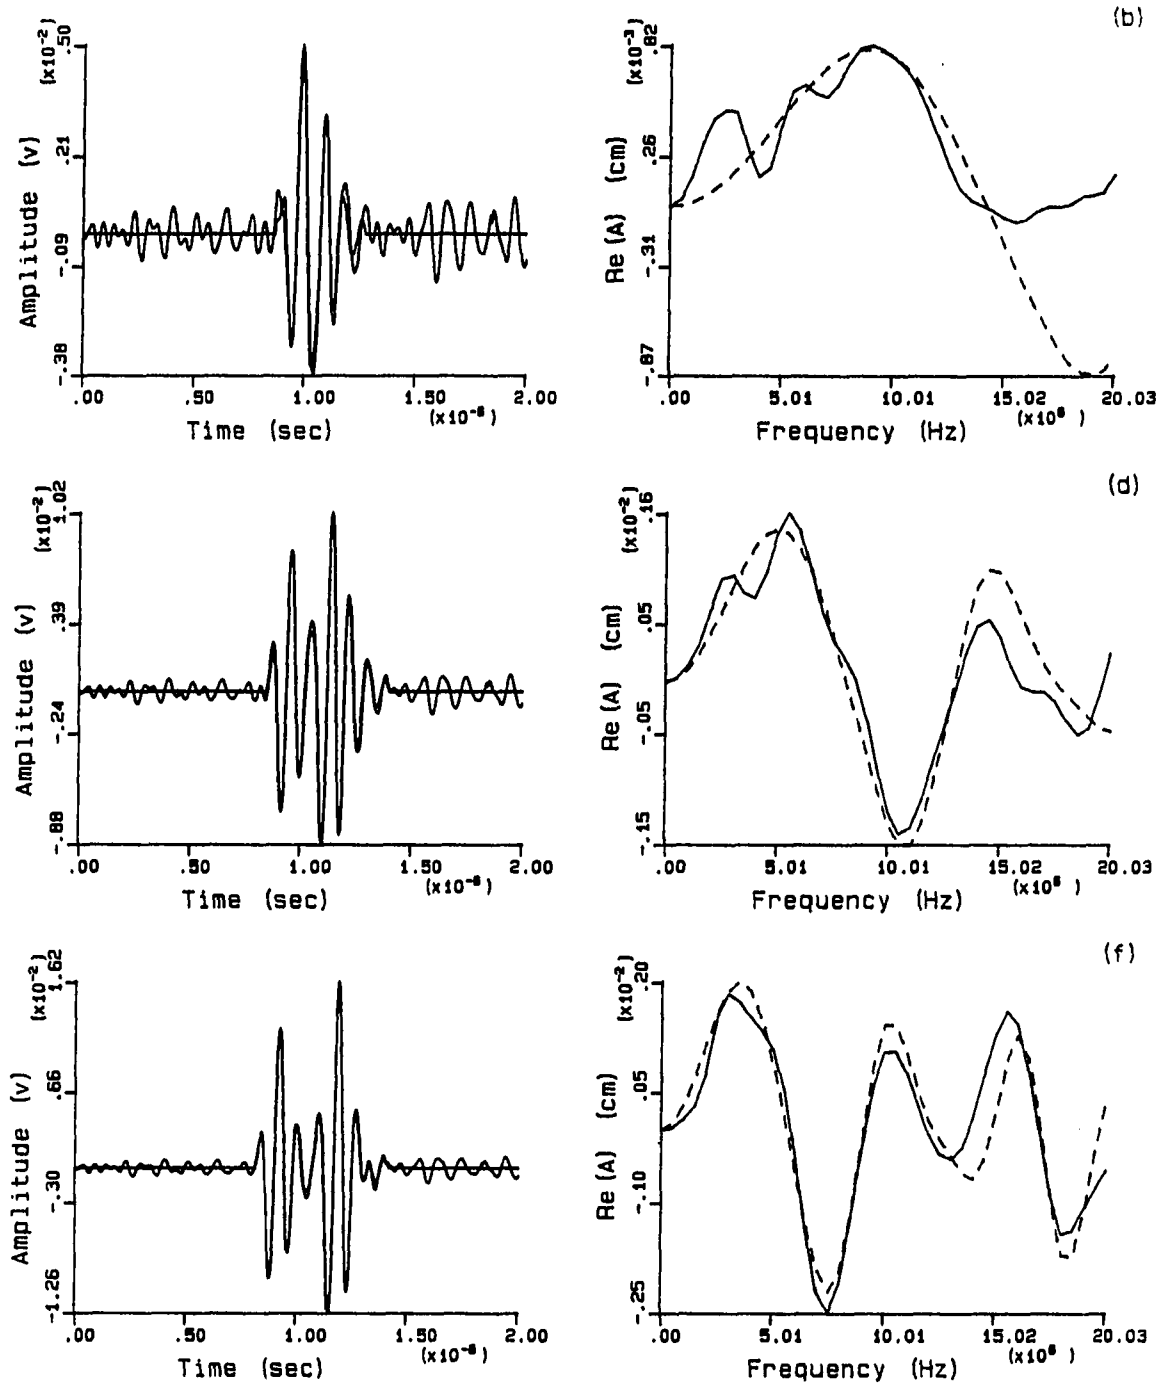 (b)
(x10⁻²)
.50
.21
-.09
-.38
Amplitude (v)
.00 .50 1.00 1.50 2.00
(x10⁻⁶)
Time (sec)
(x10⁻³)
.82
.26
-.31
-.87
Re(A) (cm)
.00 5.01 10.01 15.02 20.03
(x10⁶ )
Frequency (Hz)
(d)
(x10⁻²)
1.02
.39
-.24
-.88
Amplitude (v)
.00 .50 1.00 1.50 2.00
(x10⁻⁶)
Time (sec)
(x10⁻²)
.16
.05
-.05
-.15
Re(A) (cm)
.00 5.01 10.01 15.02 20.03
(x10⁶ )
Frequency (Hz)
(f)
(x10⁻²)
1.62
.66
-.30
-1.26
Amplitude (v)
.00 .50 1.00 1.50 2.00
(x10⁻⁶)
Time (sec)
(x10⁻²)
.20
.05
-.10
-.25
Re(A) (cm)
.00 5.01 10.01 15.02 20.03
(x10⁶ )
Frequency (Hz)